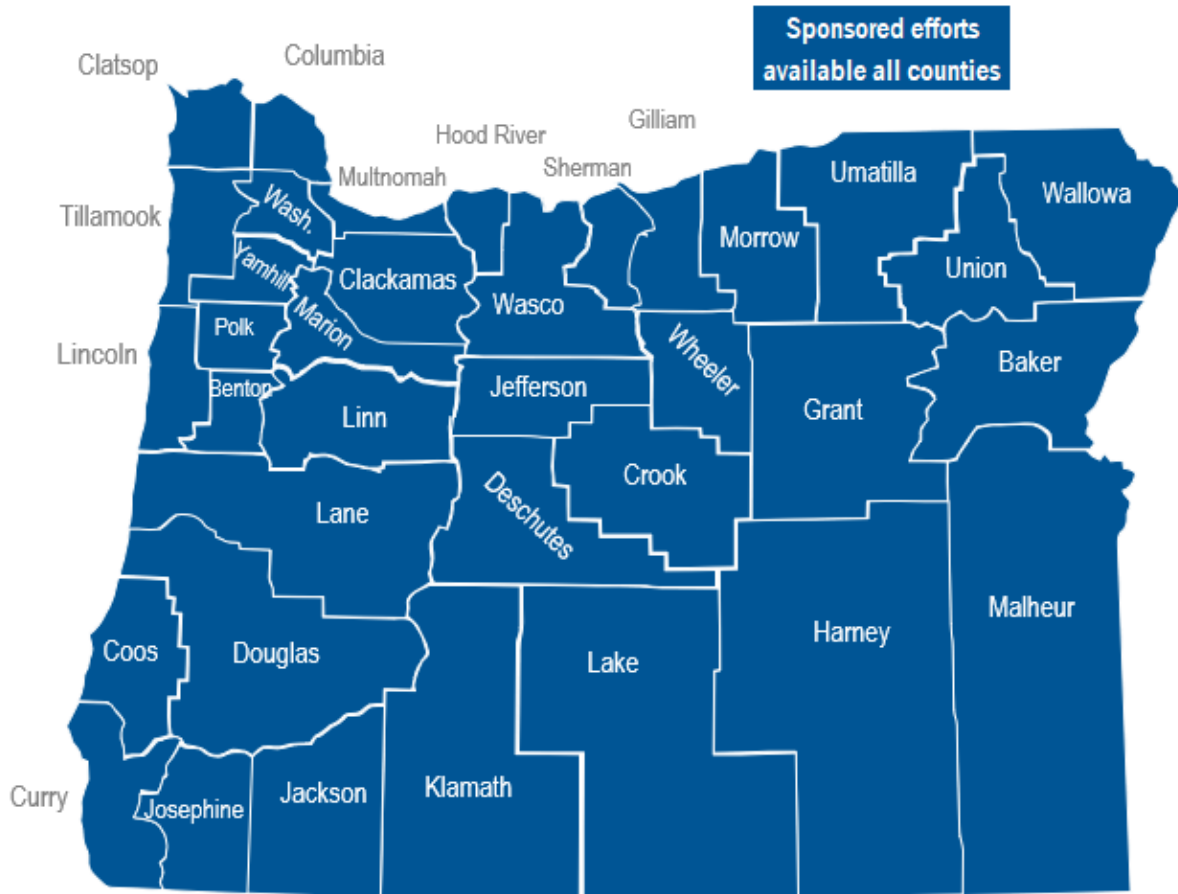 Sponsored efforts
available all counties
Columbia
Clatsop
Hood River
Gilliam
Multnomah
Sherman
Umatilla
Wallowa
Tillamook
Wash.
Morrow
Union
Yamhill
Clackamas
Wasco
Marion
Polk
Lincoln
Wheeler
Baker
Benton
Jefferson
Linn
Grant
Crook
Lane
Deschutes
Malheur
Harney
Coos
Douglas
Lake
Curry
Josephine
Jackson
Klamath